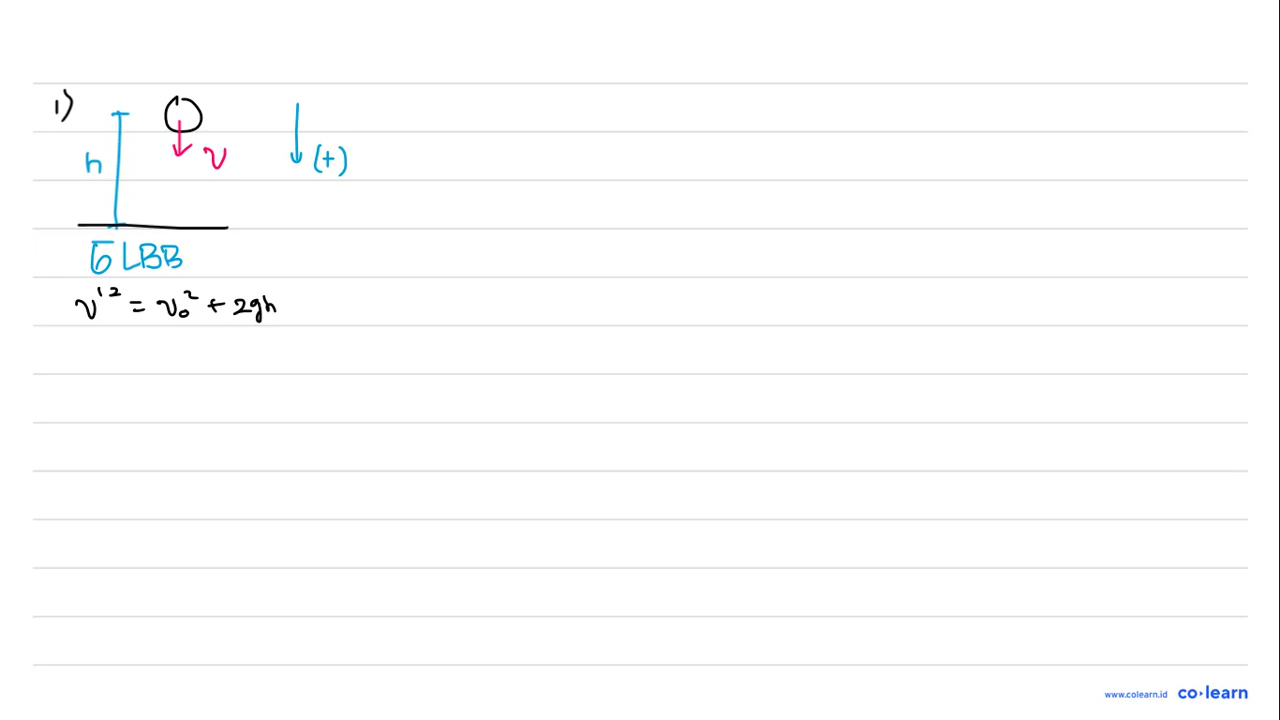 1)
h
v
(+)
GLBB
v'² = v₀² + 2gh
www.colearn.id co·learn